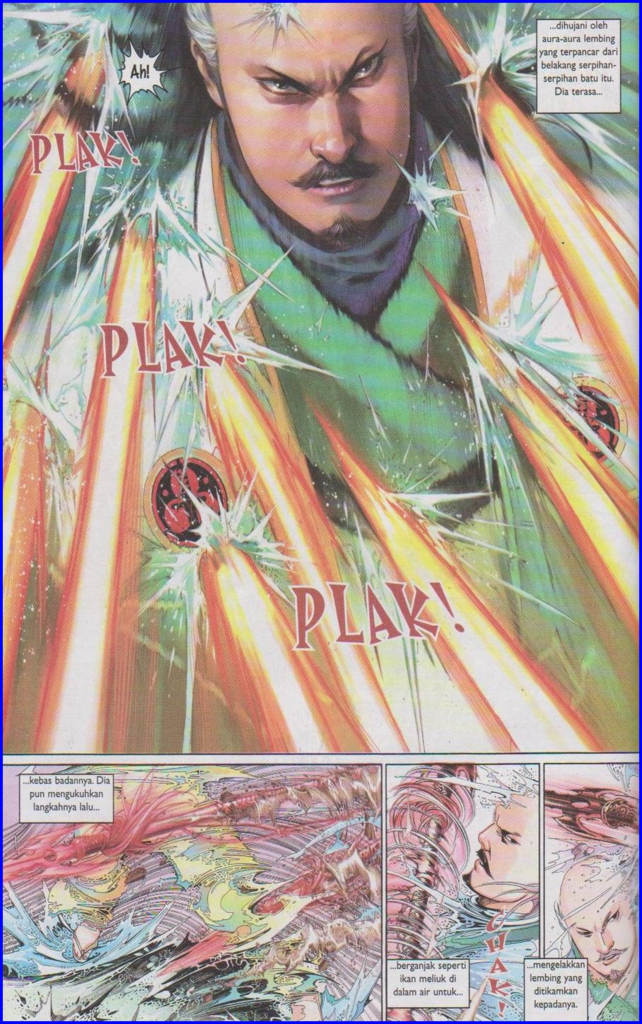 ...dihujani oleh
aura-aura lembing
yang terpancar dari
belakang serpihan-
serpihan batu itu.
Dia terasa...
Ah!
PLAK!
PLAK!
PLAK!
...kebas badannya. Dia
pun mengukuhkan
langkahnya lalu...
...berganjak seperti
ikan meliuk di
dalam air untuk...
CHAK!
...mengelakkan
lembing yang
ditikamkan
kepadanya.